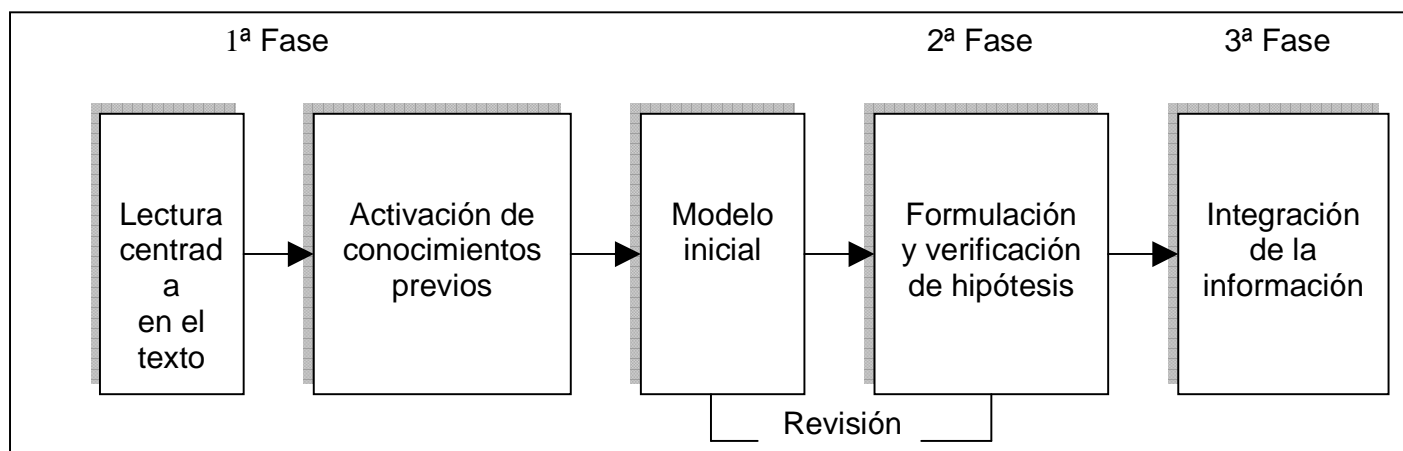 1ª Fase
2ª Fase
3ª Fase
Lectura
centrad
a
en el
texto
Activación de
conocimientos
previos
Modelo
inicial
Formulación
y verificación
de hipótesis
Integración
de la
información
Revisión